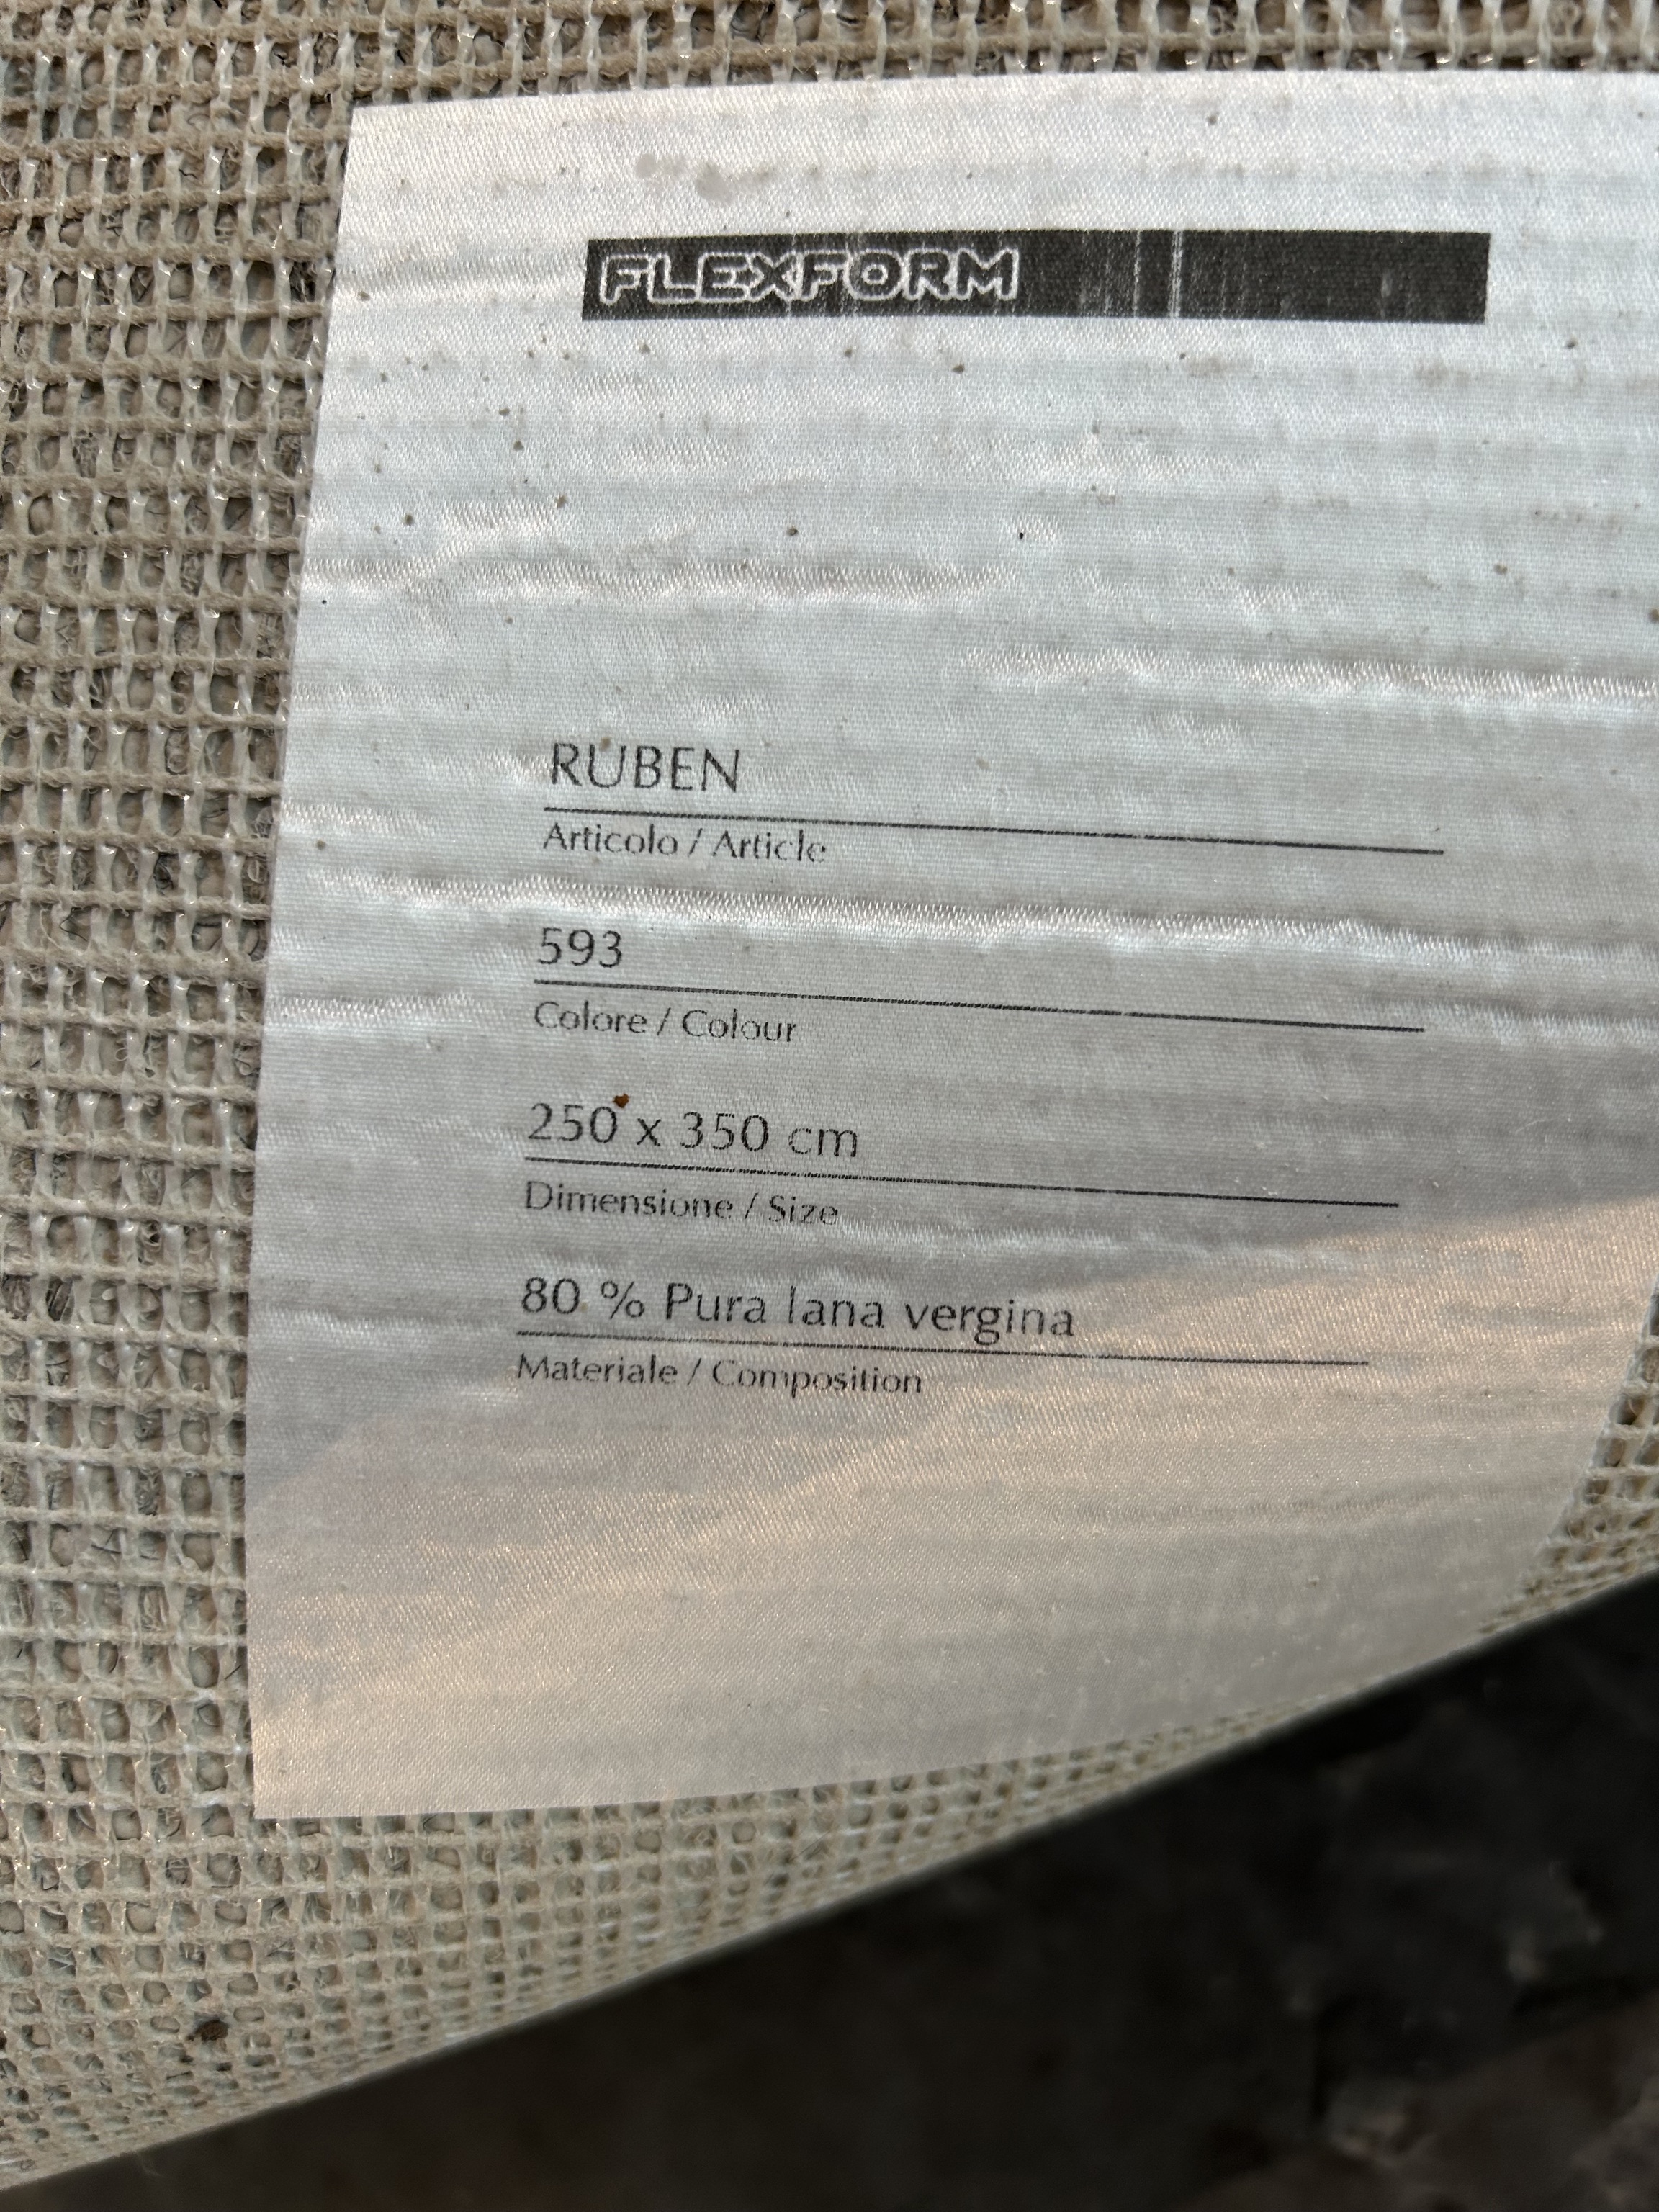 FLEXFORM
RUBEN
Articolo / Article
593
Colore / Colour
250 x 350 cm
Dimensione / Size
80 % Pura lana vergina
Materiale / Composition